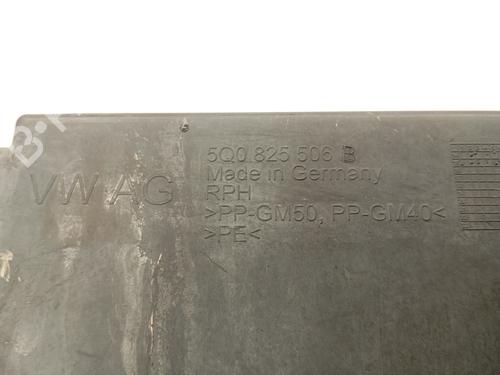 5Q0 825 506 B
VW AG
Made in Germany
RPH
>PP-GM50, PP-GM40<
>PE<